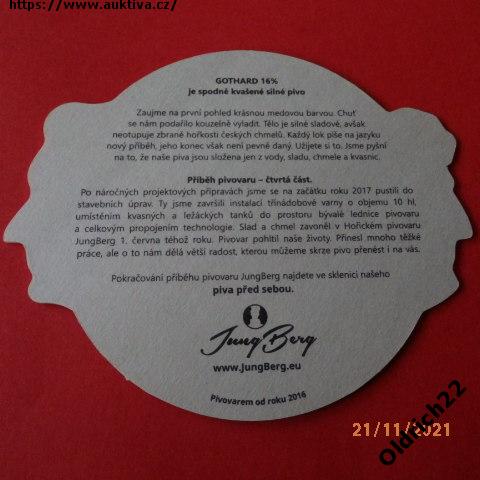 https://www.auktiva.cz/
GOTHARD 16%
je spodně kvašené silné pivo
Zaujme na první pohled krásnou medovou barvou. Chuť
se nám podařilo kouzelně vyladit. Tělo je silné sladové, avšak
neotupuje zbrané hořkosti českých chmelů. Každý lok píše na jazyku
nový příběh, jeho konec však není pevně daný. Užijete si to. Jsme pyšní
na to, že naše piva jsou složena jen z vody, sladu, chmele a kvasnic.
Příběh pivovaru – čtvrtá část.
Po náročných projektových přípravách jsme se na začátku roku 2017 pustili do
stavebních úprav. Ty jsme završili instalací třínádobové varny o objemu 10 hl,
umístěním kvasných a ležáckých tanků do prostoru bývalé lednice pivovaru
a celkovým propojením technologie. Slad a chmel zavoněl v Hořickém pivovaru
JungBerg 1. června téhož roku. Pivovar pohltil naše životy. Přinesl mnoho těžké
práce, ale o to nám dělá větší radost, kterou můžeme skrze pivo přenést i na vás.
Pokračování příběhu pivovaru JungBerg najdete ve sklenici našeho
piva před sebou.
JungBerg
www.JungBerg.eu
Pivovarem od roku 2016
21/11/2021
Oldrich22